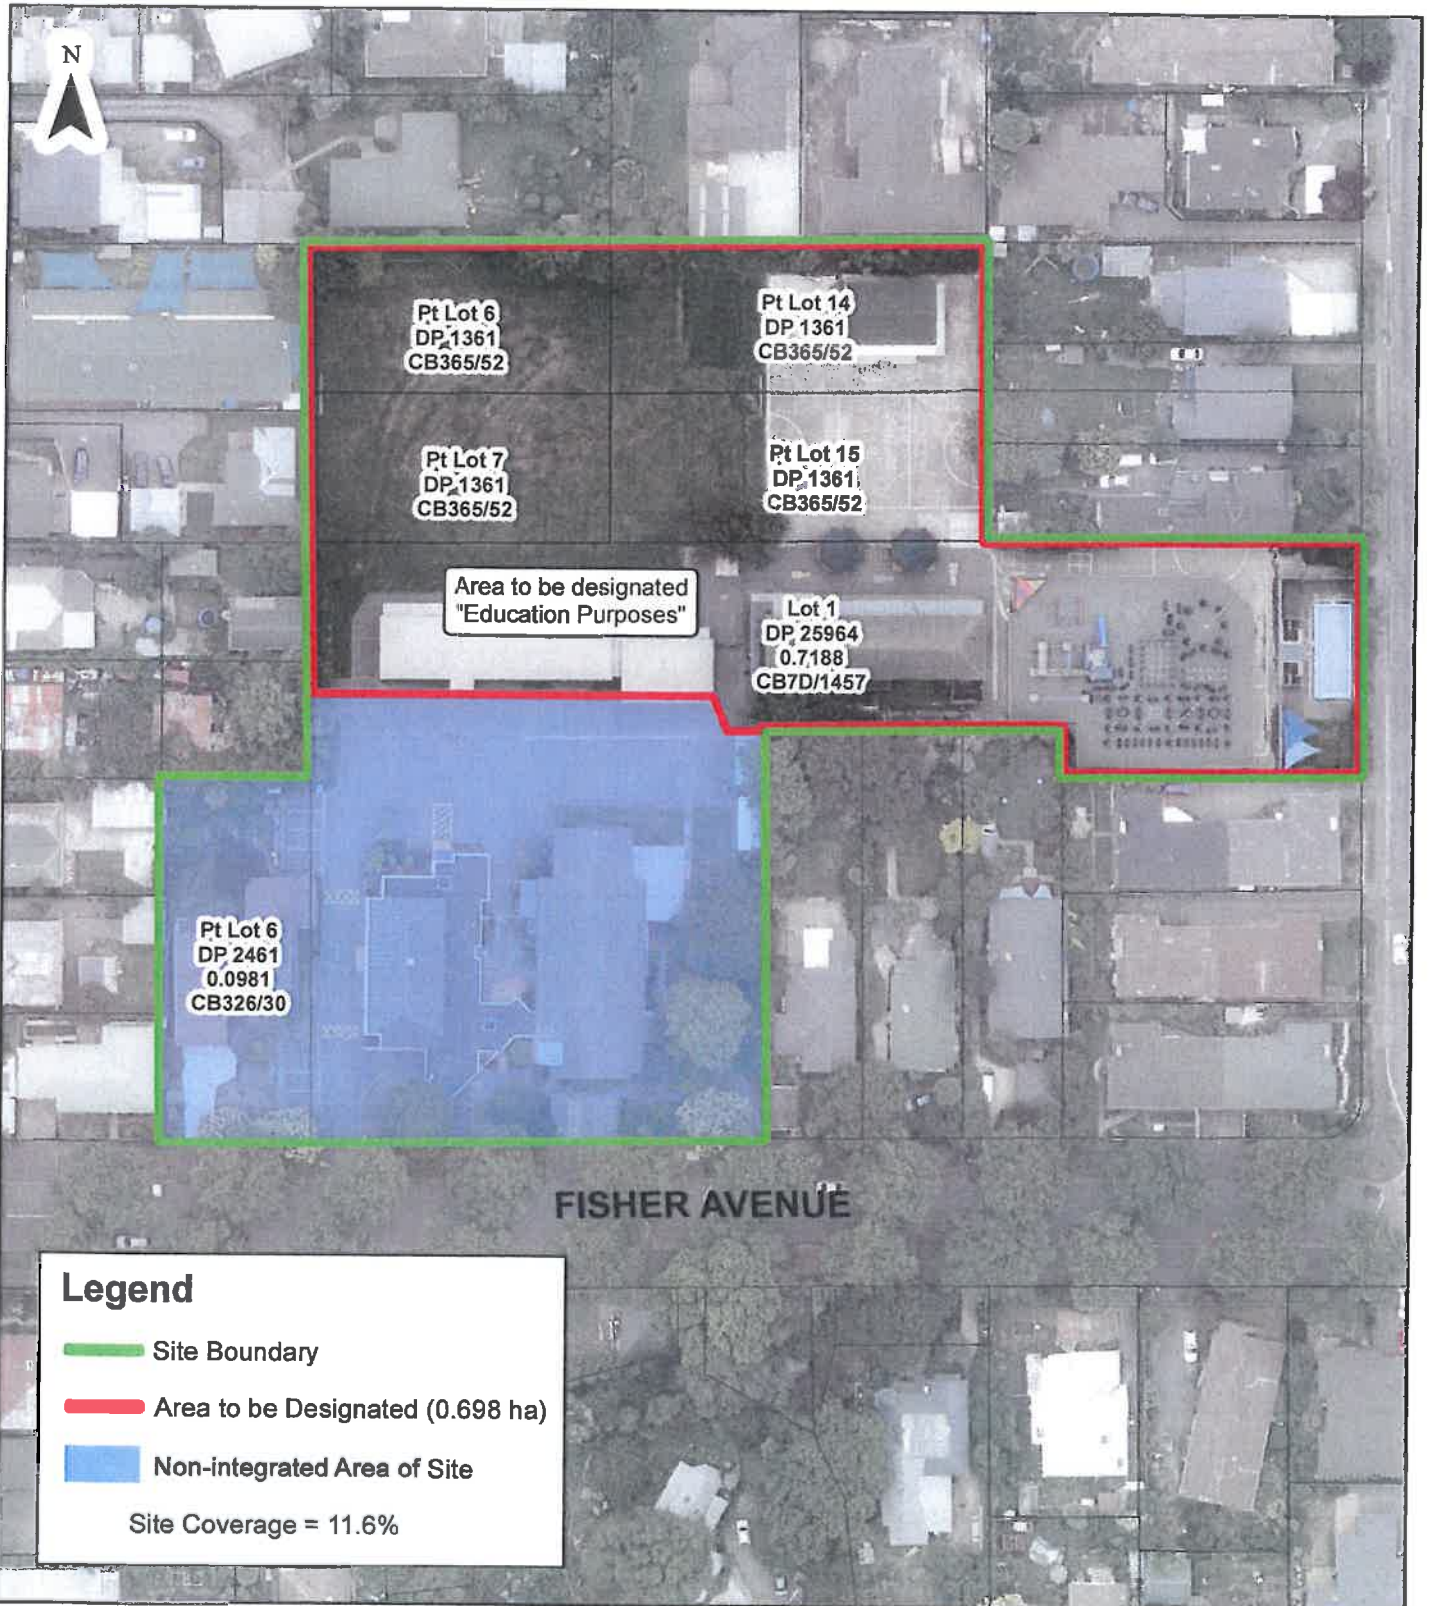 N
Pt Lot 6
DP 1361
CB365/52
Pt Lot 14
DP 1361
CB365/52
Pt Lot 7
DP 1361
CB365/52
Pt Lot 15
DP 1361
CB365/52
Area to be designated
"Education Purposes"
Lot 1
DP 25964
0.7188
CB7D/1457
Pt Lot 6
DP 2461
0.0981
CB326/30
FISHER AVENUE
Legend
Site Boundary
Area to be Designated (0.698 ha)
Non-integrated Area of Site
Site Coverage = 11.6%